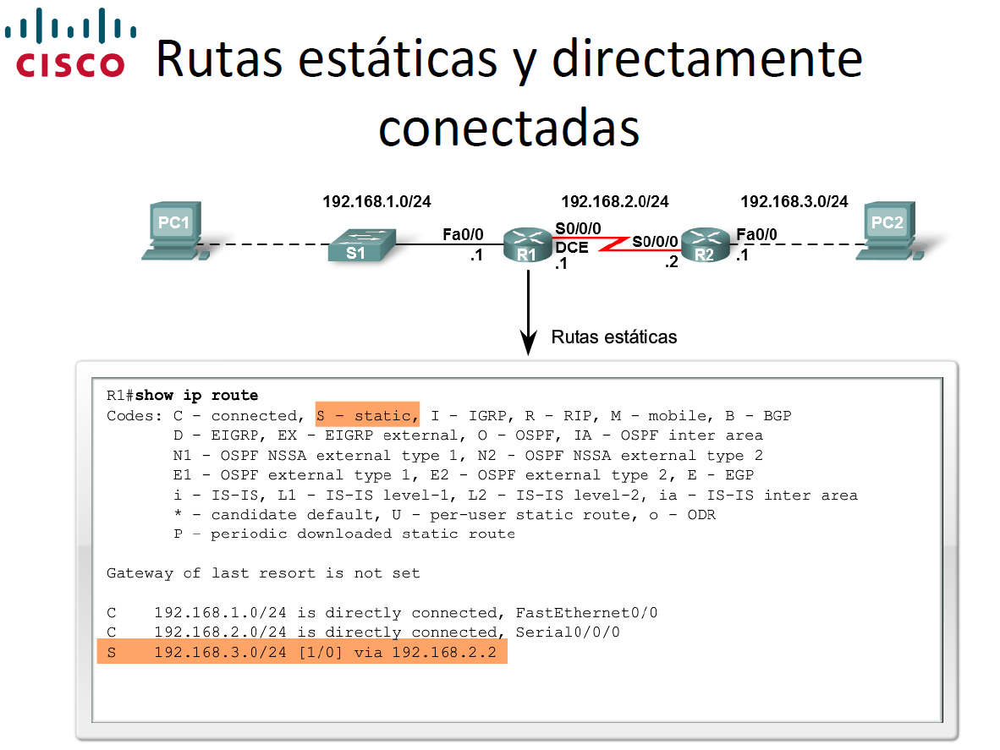 CISCO
Rutas estáticas y directamente
conectadas
192.168.1.0/24
192.168.2.0/24
192.168.3.0/24
PC1
S1
Fa0/0
.1
R1
S0/0/0
DCE
.1
S0/0/0
.2
R2
Fa0/0
.1
PC2
Rutas estáticas
R1#show ip route
Codes: C - connected, S - static, I - IGRP, R - RIP, M - mobile, B - BGP
D - EIGRP, EX - EIGRP external, O - OSPF, IA - OSPF inter area
N1 - OSPF NSSA external type 1, N2 - OSPF NSSA external type 2
E1 - OSPF external type 1, E2 - OSPF external type 2, E - EGP
i - IS-IS, L1 - IS-IS level-1, L2 - IS-IS level-2, ia - IS-IS inter area
* - candidate default, U - per-user static route, o - ODR
P - periodic downloaded static route
Gateway of last resort is not set
C 192.168.1.0/24 is directly connected, FastEthernet0/0
C 192.168.2.0/24 is directly connected, Serial0/0/0
S 192.168.3.0/24 [1/0] via 192.168.2.2